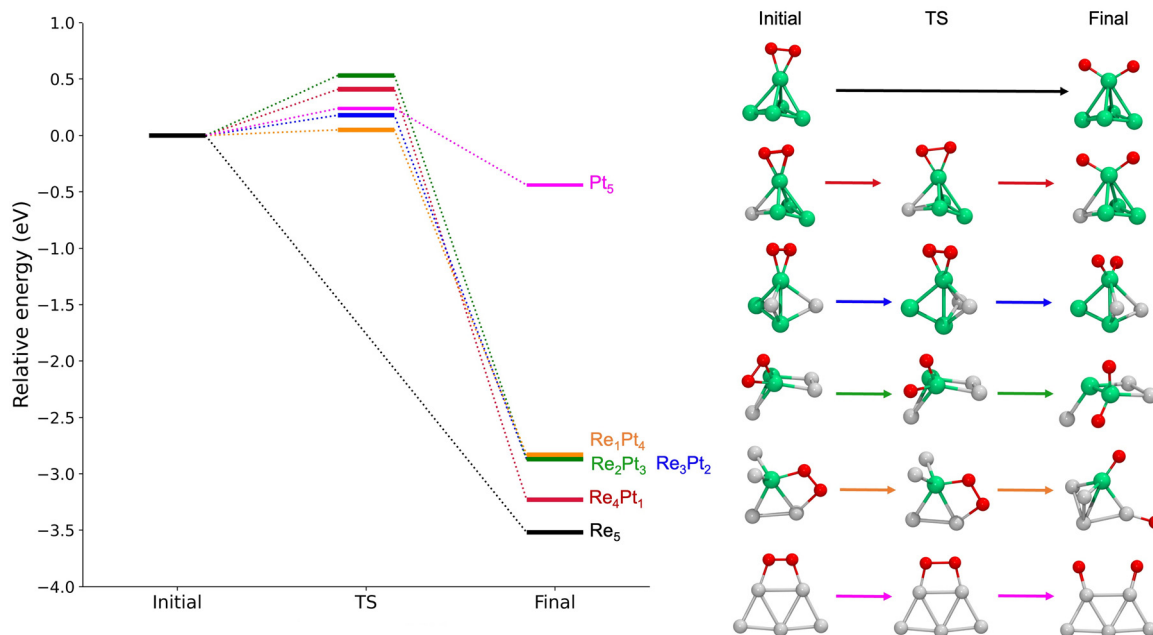 1.0
0.5
0.0
−0.5
−1.0
−1.5
−2.0
−2.5
−3.0
−3.5
−4.0
Relative energy (eV)
Initial
TS
Final
Pt₅
Re₁Pt₄
Re₂Pt₃ Re₃Pt₂
Re₄Pt₁
Re₅
Initial TS Final